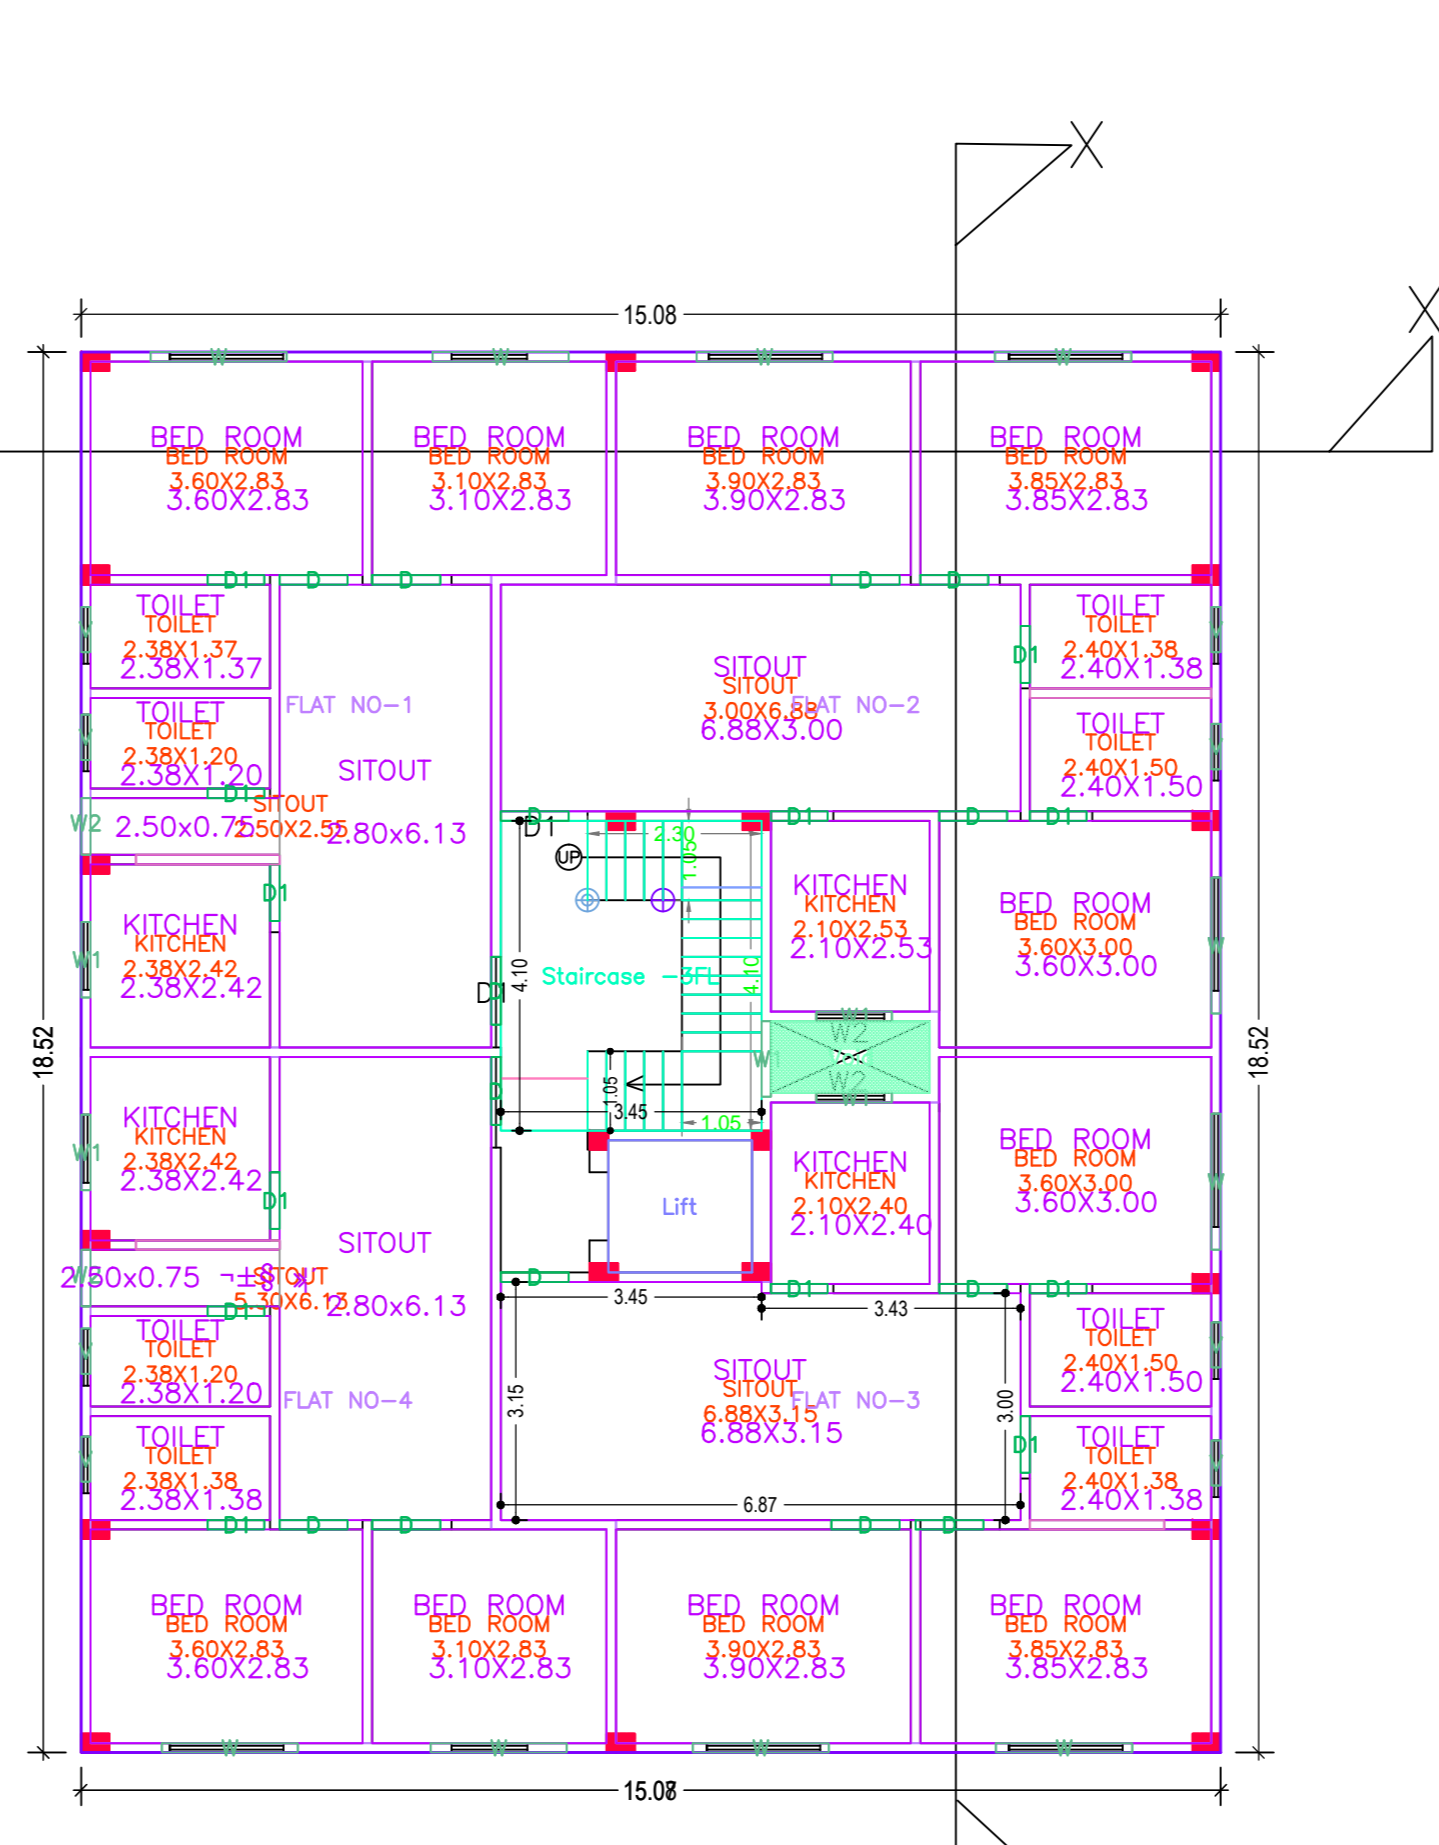 X
X
15.08
W
W
W
W
BED ROOM
BED ROOM
3.60X2.83
3.60X2.83
BED ROOM
BED ROOM
3.10X2.83
3.10X2.83
BED ROOM
BED ROOM
3.90X2.83
3.90X2.83
BED ROOM
BED ROOM
3.85X2.83
3.85X2.83
D1
D
D
D
D
TOILET
TOILET
2.38X1.37
2.38X1.37
TOILET
TOILET
2.38X1.20
2.38X1.20
D1
FLAT NO-1
SITOUT
2.80x6.13
SITOUT
2.50X2.55
W2
2.50x0.75
SITOUT
SITOUT
3.00X6.88
6.88X3.00
FLAT NO-2
D1
TOILET
TOILET
2.40X1.38
2.40X1.38
TOILET
TOILET
2.40X1.50
2.40X1.50
D
D1
D
D1
D1
UP
2.30
1.05
4.10
4.10
Staircase -3FL
D1
D
1.05
3.45
1.05
D
KITCHEN
KITCHEN
2.38X2.42
2.38X2.42
W1
D1
KITCHEN
KITCHEN
2.10X2.53
2.10X2.53
BED ROOM
BED ROOM
3.60X3.00
3.60X3.00
W
W1
W2
W2
W1
W1
18.52
18.52
KITCHEN
KITCHEN
2.38X2.42
2.38X2.42
W1
D1
Lift
KITCHEN
KITCHEN
2.10X2.40
2.10X2.40
BED ROOM
BED ROOM
3.60X3.00
3.60X3.00
W
SITOUT
2.80x6.13
W2
2.50x0.75
SITOUT
5.30X6.13
D1
D
D1
D
D1
3.45
3.43
TOILET
TOILET
2.38X1.20
2.38X1.20
TOILET
TOILET
2.38X1.38
2.38X1.38
FLAT NO-4
3.15
SITOUT
SITOUT
6.88X3.15
6.88X3.15
FLAT NO-3
3.00
6.87
D1
TOILET
TOILET
2.40X1.50
2.40X1.50
TOILET
TOILET
2.40X1.38
2.40X1.38
D1
D
D
D
D
BED ROOM
BED ROOM
3.60X2.83
3.60X2.83
BED ROOM
BED ROOM
3.10X2.83
3.10X2.83
BED ROOM
BED ROOM
3.90X2.83
3.90X2.83
BED ROOM
BED ROOM
3.85X2.83
3.85X2.83
W
W
W
W